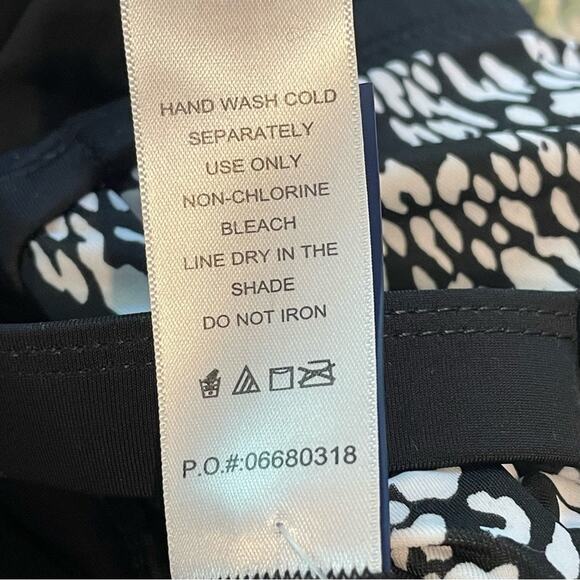 HAND WASH COLD
SEPARATELY
USE ONLY
NON-CHLORINE
BLEACH
LINE DRY IN THE
SHADE
DO NOT IRON
P.O.#:06680318